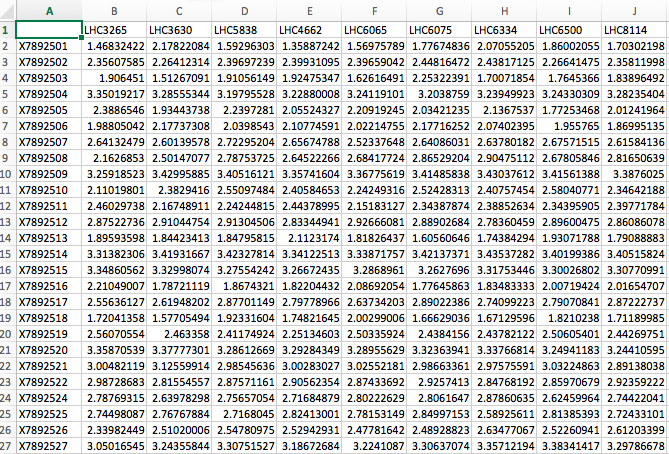 A B C D E F G H I J
1 LHC3265 LHC3630 LHC5838 LHC4662 LHC6065 LHC6075 LHC6334 LHC6500 LHC8114
2 X7892501 1.46832422 2.17822084 1.59296303 1.35887242 1.56975789 1.77674836 2.07055205 1.86002055 1.70302198
3 X7892502 2.35607585 2.26412314 2.39697239 2.39931095 2.39659042 2.44816472 2.43817125 2.26641475 2.35811998
4 X7892503 1.906451 1.51267091 1.91056149 1.92475347 1.62616491 2.25322391 1.70071854 1.7645366 1.83896492
5 X7892504 3.35019217 3.28555344 3.19795528 3.22880008 3.24119101 3.2038759 3.23949923 3.24330309 3.28235404
6 X7892505 2.3886546 1.93443738 2.2397281 2.05524327 2.20919245 2.03421235 2.1367537 1.77253468 2.01241964
7 X7892506 1.98805042 2.17737308 2.0398543 2.10774591 2.02214755 2.17716252 2.07402395 1.955765 1.86995135
8 X7892507 2.64132479 2.60139578 2.72295204 2.65674788 2.52337648 2.64086031 2.63780182 2.67571515 2.61584136
9 X7892508 2.1626853 2.50147077 2.78753725 2.64522266 2.68417724 2.86529204 2.90475112 2.67805846 2.81650639
10 X7892509 3.25918523 3.42995885 3.40516121 3.35741604 3.36775619 3.41485838 3.43037612 3.41561388 3.3876025
11 X7892510 2.11019801 2.3829416 2.55097484 2.40584653 2.24249316 2.52428313 2.40757454 2.58040771 2.34642188
12 X7892511 2.46029738 2.16748911 2.24244815 2.44378995 2.15183127 2.34387874 2.38852634 2.34395905 2.39771784
13 X7892512 2.87522736 2.91044754 2.91304506 2.83344941 2.92666081 2.88902684 2.78360459 2.89600475 2.86086078
14 X7892513 1.89593598 1.84423413 1.84795815 2.1123174 1.81826437 1.60560646 1.74384294 1.93071788 1.79088883
15 X7892514 3.31382306 3.41931667 3.42327814 3.34122513 3.33871757 3.42137371 3.43537282 3.40199386 3.40515824
16 X7892515 3.34860562 3.32998074 3.27554242 3.26672435 3.2868961 3.2627696 3.31753446 3.30026802 3.30770991
17 X7892516 2.21049007 1.78721119 1.8674321 1.82204432 2.08692054 1.77645863 1.83483333 2.00719424 2.01654707
18 X7892517 2.55636127 2.61948202 2.87701149 2.79778966 2.63734203 2.89022386 2.74099223 2.79070841 2.87222737
19 X7892518 1.72041358 1.57705494 1.92331604 1.74821645 2.00299006 1.66629036 1.67129596 1.8210238 1.71189985
20 X7892519 2.56070554 2.463358 2.41174924 2.25134603 2.50335924 2.4384156 2.43782122 2.50605401 2.44269751
21 X7892520 3.35870539 3.37777301 3.28612669 3.29284349 3.28955629 3.32363941 3.33766814 3.24941183 3.24410595
22 X7892521 3.00482119 3.12559914 2.98545636 3.00283027 3.02552181 2.98663361 2.97575591 3.03224863 2.89138038
23 X7892522 2.98728683 2.81554557 2.87571161 2.90562354 2.87433692 2.9257413 2.84768192 2.85970679 2.92359222
24 X7892523 2.78769315 2.63978298 2.75657054 2.71684879 2.80222629 2.8061647 2.87860635 2.62459964 2.74422041
25 X7892524 2.74498087 2.76767884 2.7168045 2.82413001 2.78153149 2.84997153 2.58925611 2.81385393 2.72433101
26 X7892525 2.33982449 2.51020006 2.54780975 2.52942931 2.47781642 2.48928823 2.63477067 2.52260941 2.61203399
27 X7892527 3.05016545 3.24355844 3.30751527 3.18672684 3.2241087 3.30637074 3.35712194 3.38341417 3.29786678